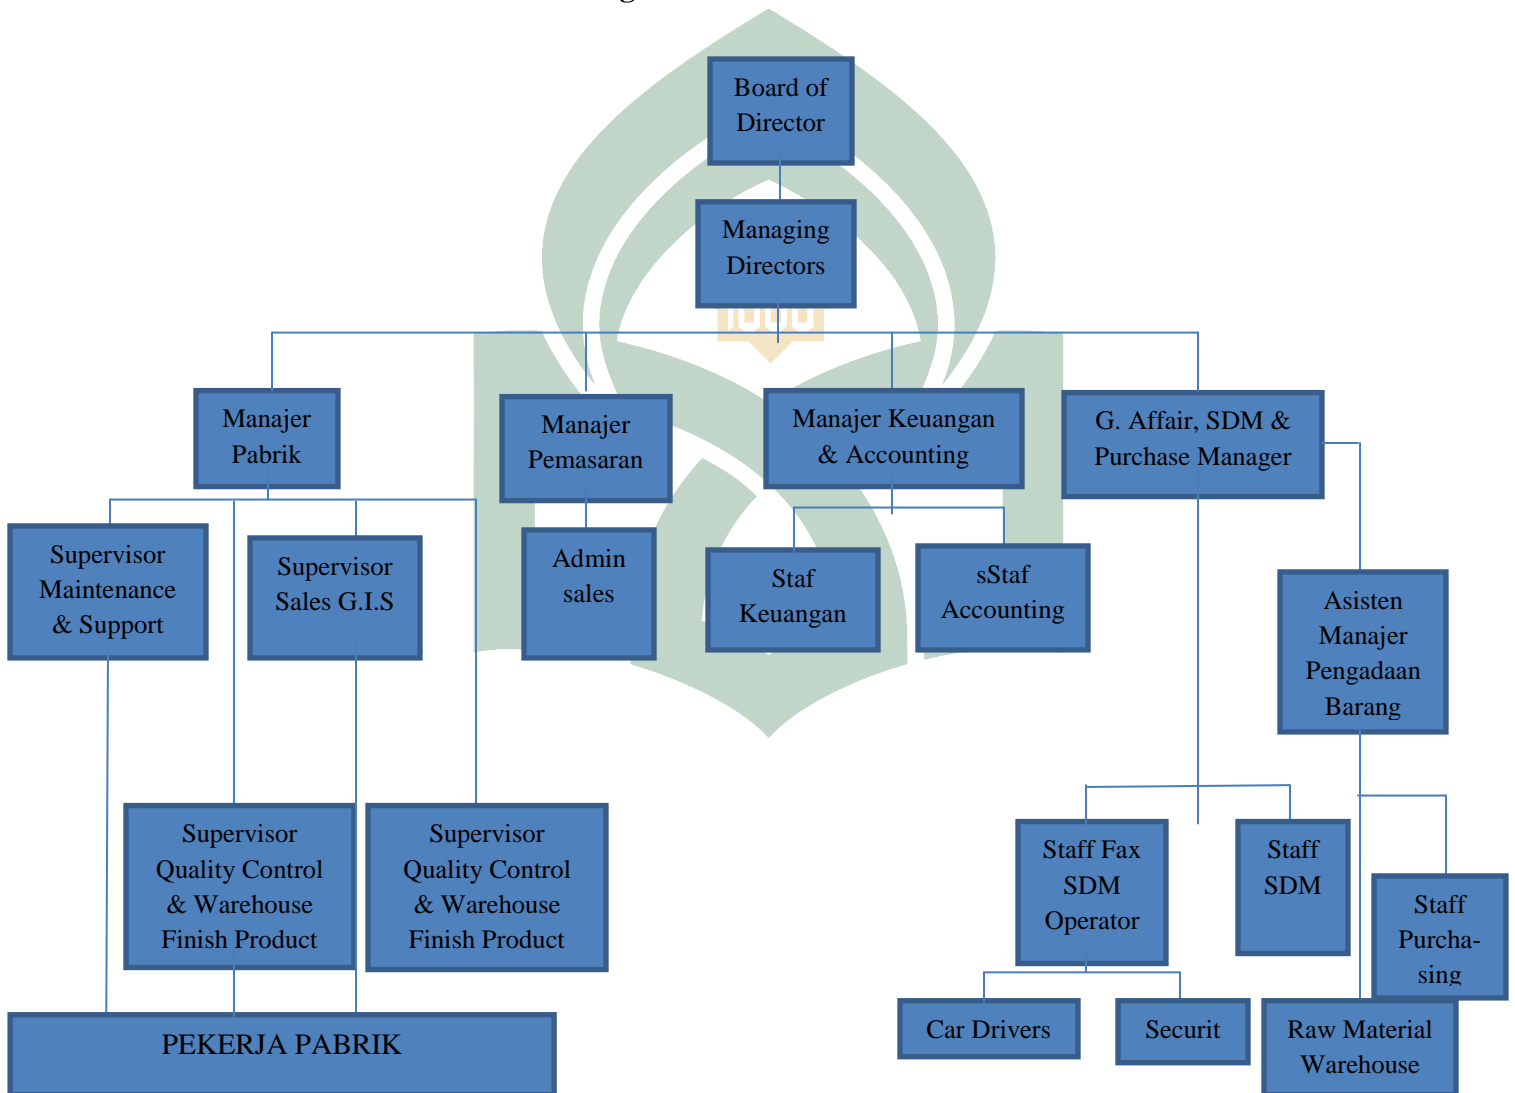 Board of
Director
Managing
Directors
Manajer
Pabrik
Manajer
Pemasaran
Manajer Keuangan
& Accounting
G. Affair, SDM &
Purchase Manager
Supervisor
Maintenance
& Support
Supervisor
Sales G.I.S
Admin
sales
Staf
Keuangan
sStaf
Accounting
Asisten
Manajer
Pengadaan
Barang
Supervisor
Quality Control
& Warehouse
Finish Product
Supervisor
Quality Control
& Warehouse
Finish Product
Staff Fax
SDM
Operator
Staff
SDM
Staff
Purcha-
sing
PEKERJA PABRIK
Car Drivers
Securit
Raw Material
Warehouse